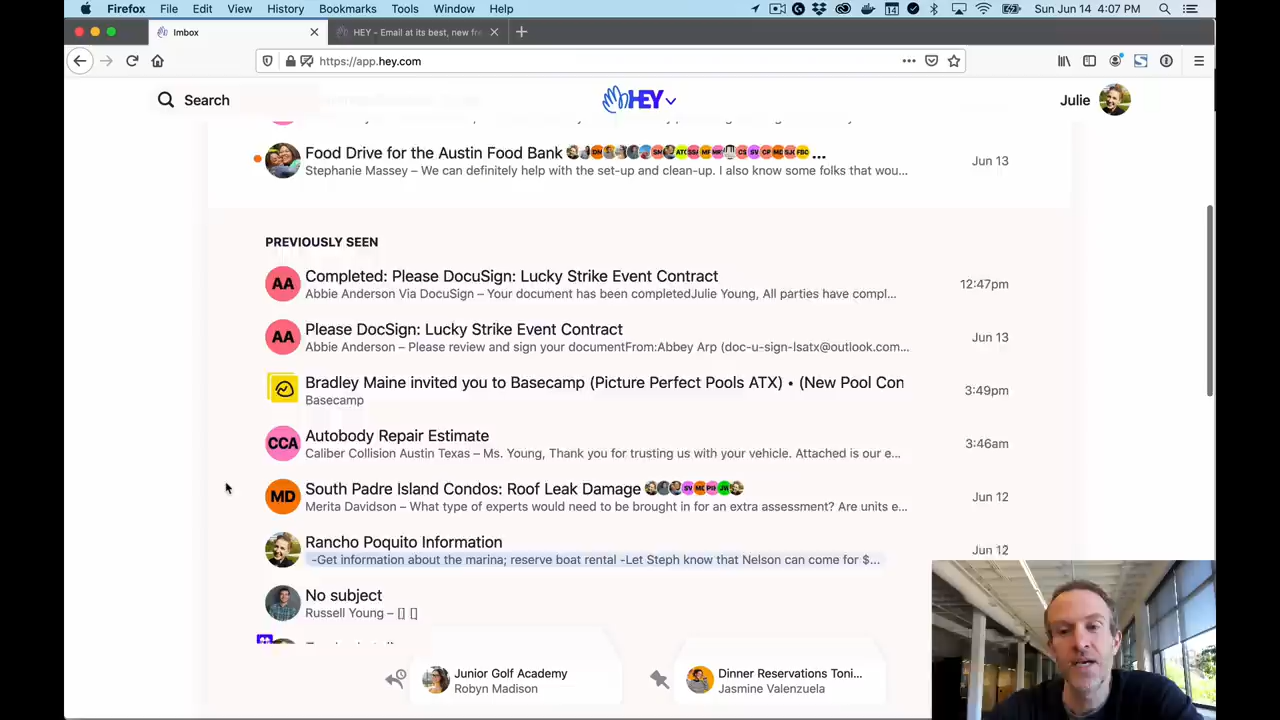 Firefox File Edit View History Bookmarks Tools Window Help 14 Sun Jun 14 4:07 PM
Imbox HEY - Email at its best, new fre
https://app.hey.com
Search HEY Julie
Food Drive for the Austin Food Bank ...
Stephanie Massey – We can definitely help with the set-up and clean-up. I also know some folks that wou... Jun 13
PREVIOUSLY SEEN
AA Completed: Please DocuSign: Lucky Strike Event Contract
Abbie Anderson Via DocuSign – Your document has been completedJulie Young, All parties have compl... 12:47pm
AA Please DocSign: Lucky Strike Event Contract
Abbie Anderson – Please review and sign your documentFrom:Abbey Arp (doc-u-sign-lsatx@outlook.com... Jun 13
Bradley Maine invited you to Basecamp (Picture Perfect Pools ATX) • (New Pool Con
Basecamp 3:49pm
CCA Autobody Repair Estimate
Caliber Collision Austin Texas – Ms. Young, Thank you for trusting us with your vehicle. Attached is our e... 3:46am
MD South Padre Island Condos: Roof Leak Damage
Merita Davidson – What type of experts would need to be brought in for an extra assessment? Are units e... Jun 12
Rancho Poquito Information
-Get information about the marina; reserve boat rental -Let Steph know that Nelson can come for $... Jun 12
No subject
Russell Young – [] []
Junior Golf Academy
Robyn Madison
Dinner Reservations Toni...
Jasmine Valenzuela